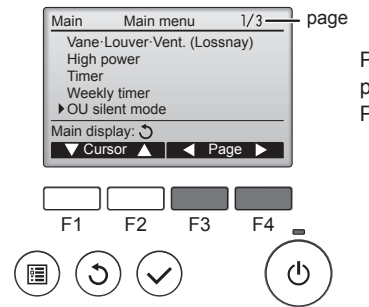 Main Main menu 1/3 page
Vane·Louver·Vent. (Lossnay)
High power
Timer
Weekly timer
OU silent mode
Main display:
Cursor Page
F1 F2 F3 F4
F
p
F